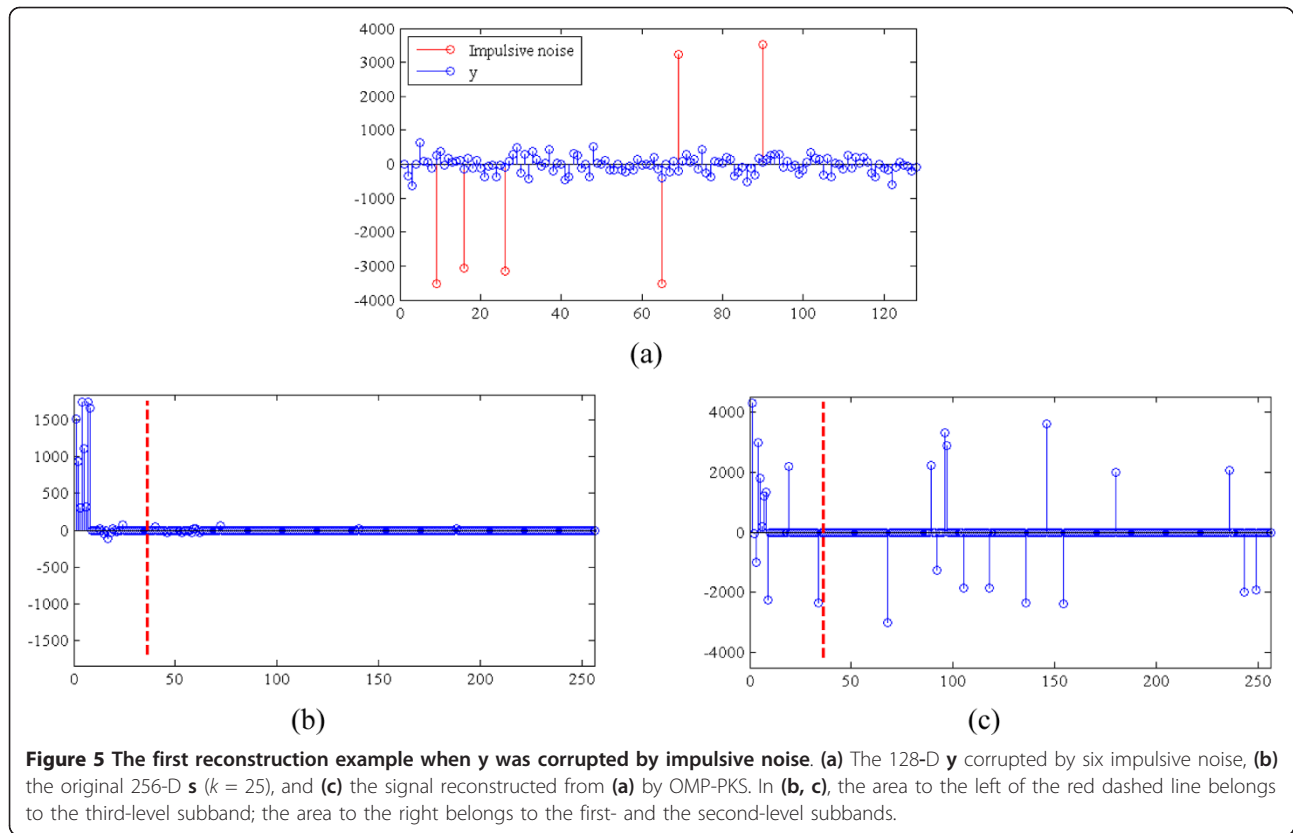 4000
3000
2000
1000
0
-1000
-2000
-3000
-4000
Impulsive noise
y
0 20 40 60 80 100 120
(a)
1500
1000
500
0
-500
-1000
-1500
0 50 100 150 200 250
(b)
4000
2000
0
-2000
-4000
0 50 100 150 200 250
(c)
Figure 5 The first reconstruction example when y was corrupted by impulsive noise. (a) The 128-D y corrupted by six impulsive noise, (b)
the original 256-D s (k = 25), and (c) the signal reconstructed from (a) by OMP-PKS. In (b, c), the area to the left of the red dashed line belongs
to the third-level subband; the area to the right belongs to the first- and the second-level subbands.